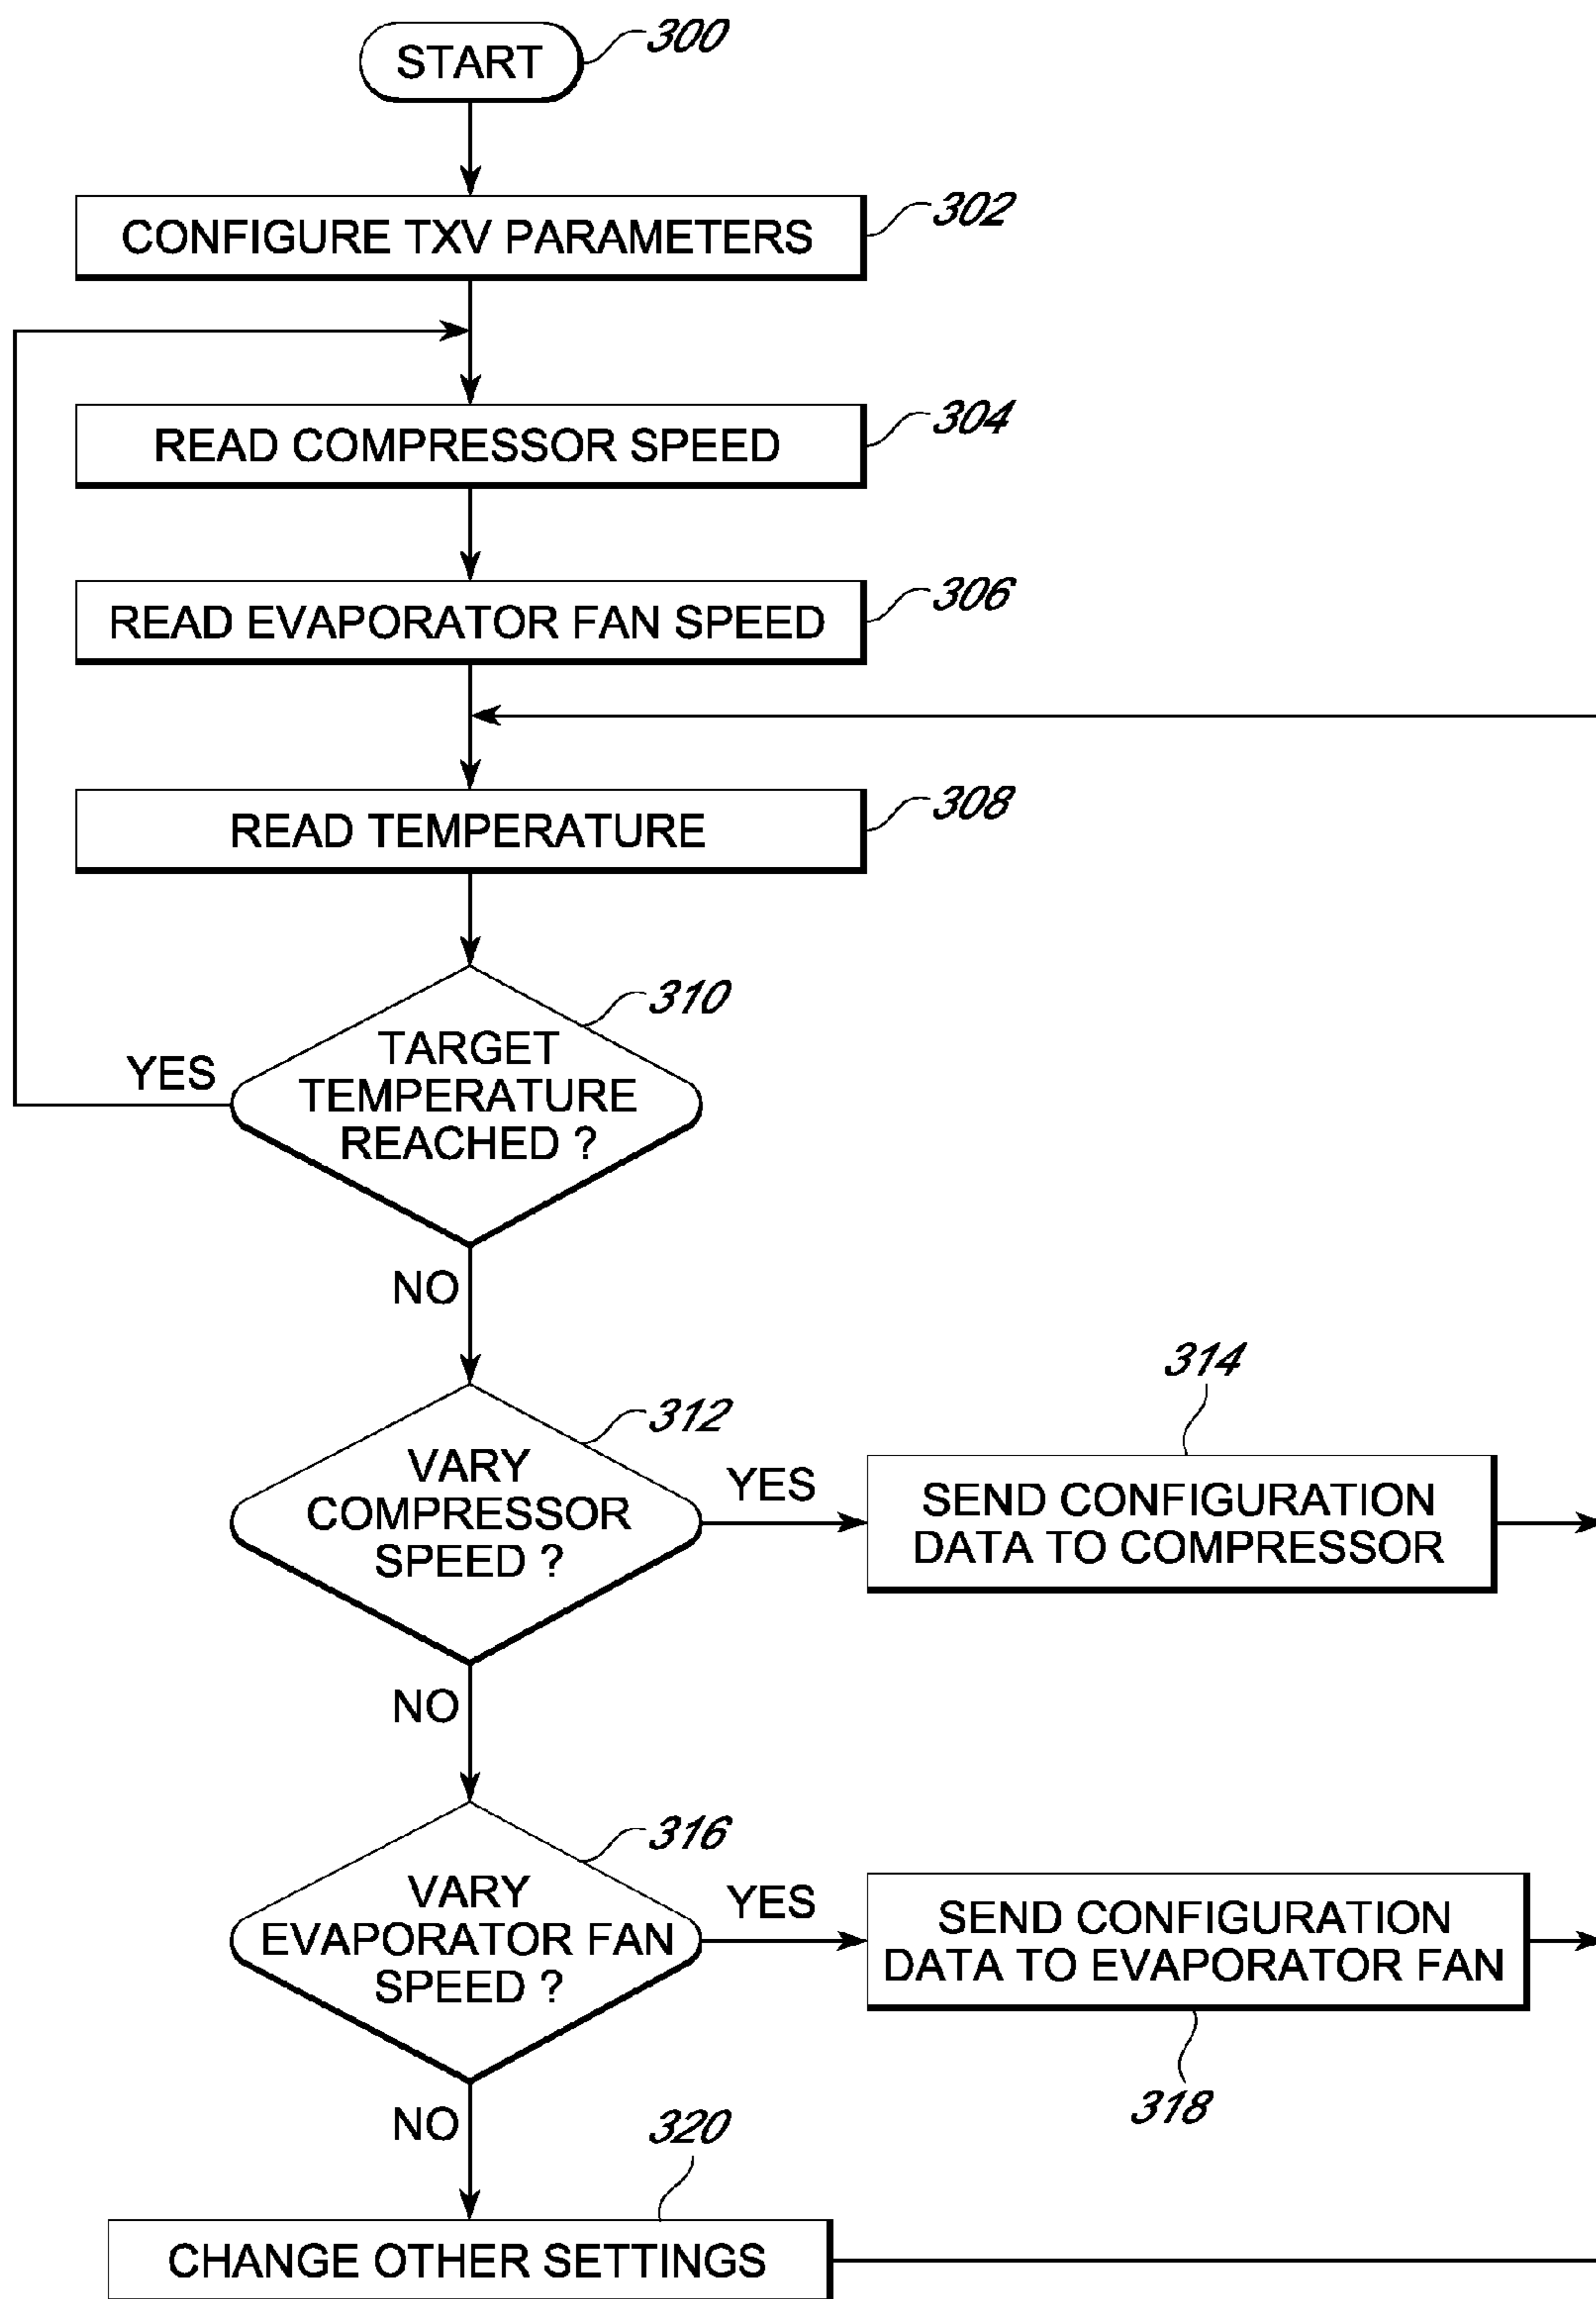 START
300
CONFIGURE TXV PARAMETERS
302
READ COMPRESSOR SPEED
304
READ EVAPORATOR FAN SPEED
306
READ TEMPERATURE
308
TARGET
TEMPERATURE
REACHED ?
310
YES
NO
VARY
COMPRESSOR
SPEED ?
312
YES
SEND CONFIGURATION
DATA TO COMPRESSOR
314
NO
VARY
EVAPORATOR FAN
SPEED ?
316
YES
SEND CONFIGURATION
DATA TO EVAPORATOR FAN
318
NO
CHANGE OTHER SETTINGS
320